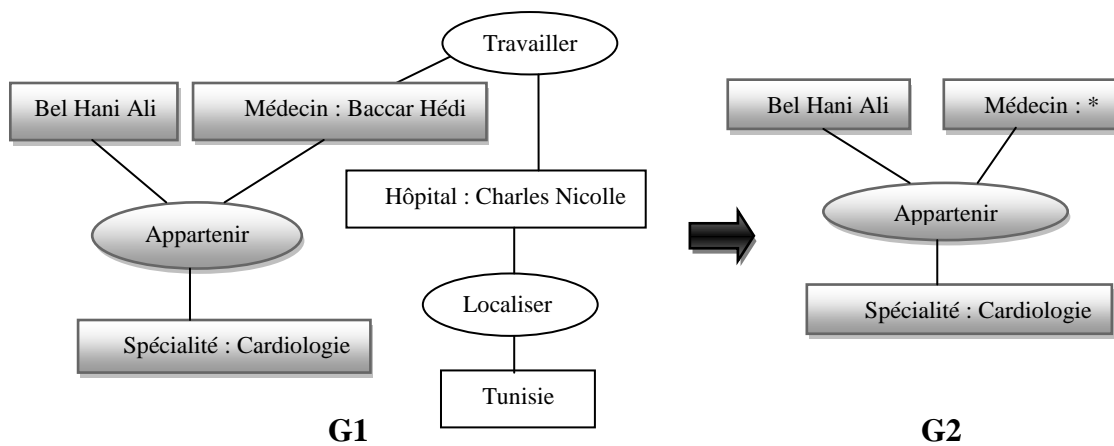 Travailler
Bel Hani Ali
Médecin : Baccar Hédi
Hôpital : Charles Nicolle
Appartenir
Localiser
Spécialité : Cardiologie
Tunisie
G1
Bel Hani Ali
Médecin : *
Appartenir
Spécialité : Cardiologie
G2